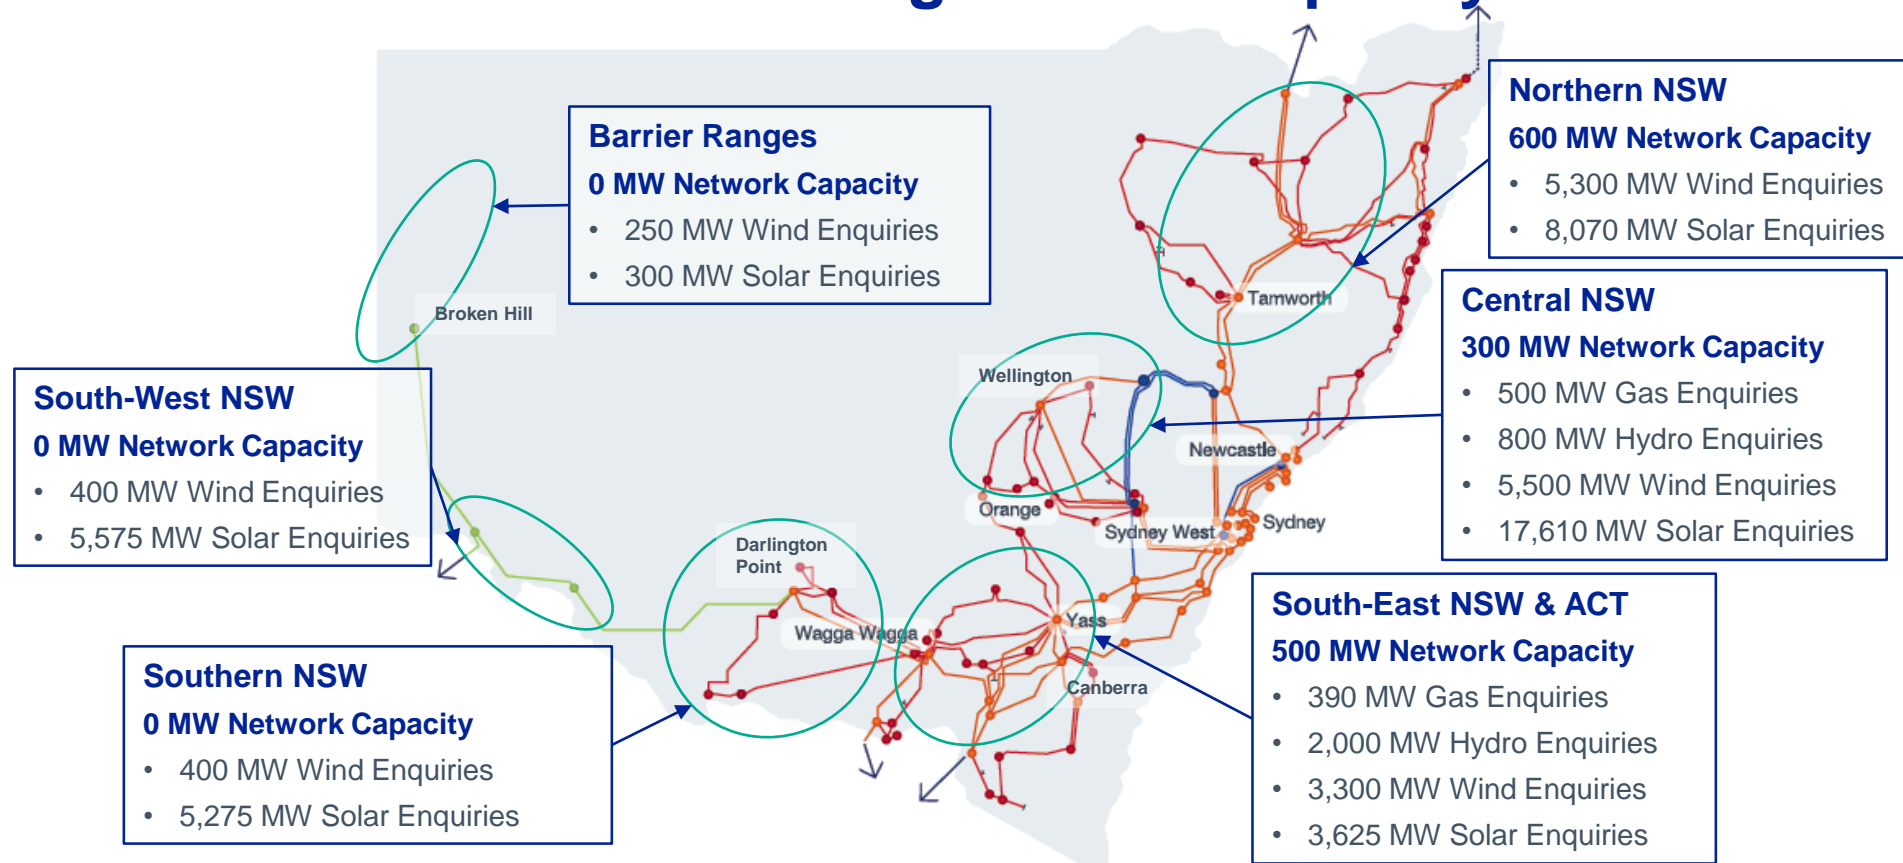 Barrier Ranges
0 MW Network Capacity
• 250 MW Wind Enquiries
• 300 MW Solar Enquiries
Northern NSW
600 MW Network Capacity
• 5,300 MW Wind Enquiries
• 8,070 MW Solar Enquiries
Central NSW
300 MW Network Capacity
• 500 MW Gas Enquiries
• 800 MW Hydro Enquiries
• 5,500 MW Wind Enquiries
• 17,610 MW Solar Enquiries
South-West NSW
0 MW Network Capacity
• 400 MW Wind Enquiries
• 5,575 MW Solar Enquiries
Southern NSW
0 MW Network Capacity
• 400 MW Wind Enquiries
• 5,275 MW Solar Enquiries
South-East NSW & ACT
500 MW Network Capacity
• 390 MW Gas Enquiries
• 2,000 MW Hydro Enquiries
• 3,300 MW Wind Enquiries
• 3,625 MW Solar Enquiries
Broken Hill
Tamworth
Wellington
Newcastle
Orange
Sydney West
Sydney
Darlington
Point
Wagga Wagga
Yass
Canberra